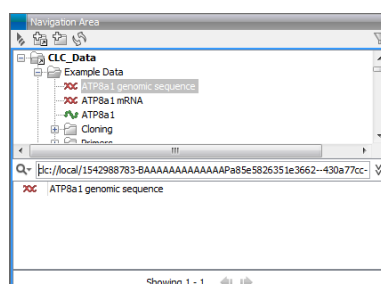 Navigation Area
CLC_Data
Example Data
ATP8a1 genomic sequence
ATP8a1 mRNA
ATP8a1
Cloning
Primers
clc://local/1542988783-BAAAAAAAAAAAAAPa85e5826351e3662--430a77cc-
ATP8a1 genomic sequence
Showing 1 - 1